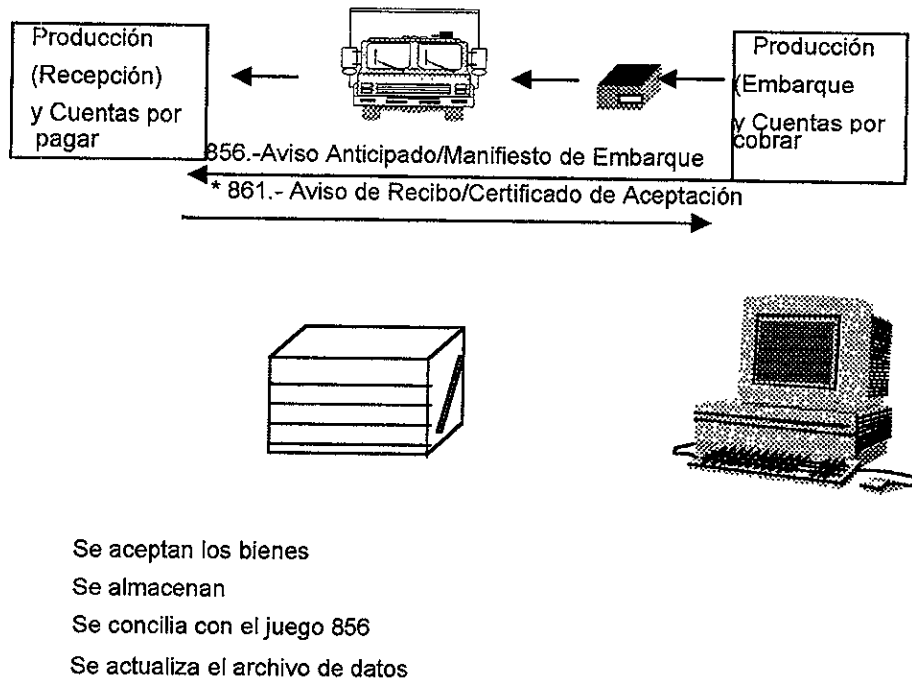 Producción
(Recepción)
y Cuentas por
pagar
Producción
(Embarque
y Cuentas por
cobrar
856.-Aviso Anticipado/Manifiesto de Embarque
* 861.- Aviso de Recibo/Certificado de Aceptación
Se aceptan los bienes
Se almacenan
Se concilia con el juego 856
Se actualiza el archivo de datos